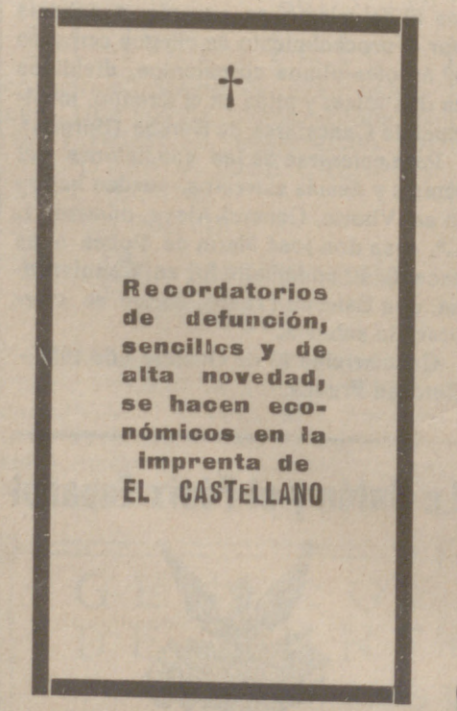 †
Recordatorios
de defunción,
sencillos y de
alta novedad,
se hacen eco-
nómicos en la
imprenta de
EL CASTELLANO